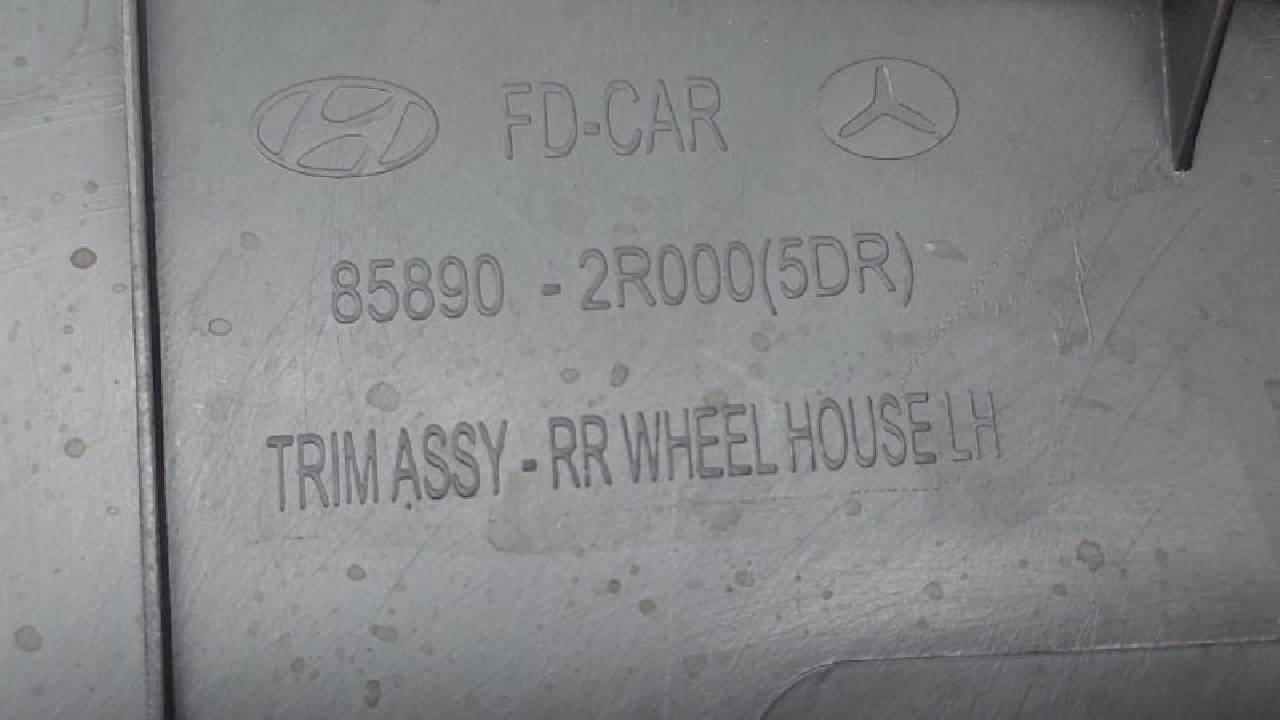 FD-CAR
85890 - 2R000(5DR)
TRIM ASSY - RR WHEEL HOUSE LH